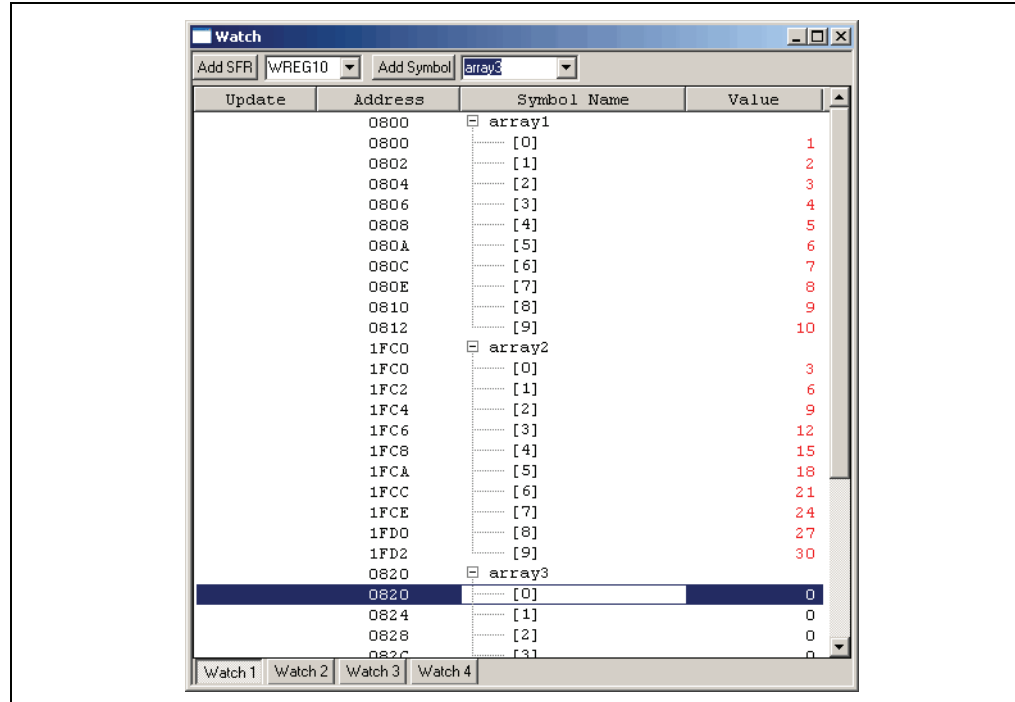 Watch
Add SFR WREG10 Add Symbol array3
Update Address Symbol Name Value
0800 array1
0800 [0] 1
0802 [1] 2
0804 [2] 3
0806 [3] 4
0808 [4] 5
080A [5] 6
080C [6] 7
080E [7] 8
0810 [8] 9
0812 [9] 10
1FC0 array2
1FC0 [0] 3
1FC2 [1] 6
1FC4 [2] 9
1FC6 [3] 12
1FC8 [4] 15
1FCA [5] 18
1FCC [6] 21
1FCE [7] 24
1FD0 [8] 27
1FD2 [9] 30
0820 array3
0820 [0] 0
0824 [1] 0
0828 [2] 0
082C [3] 0
Watch 1 Watch 2 Watch 3 Watch 4